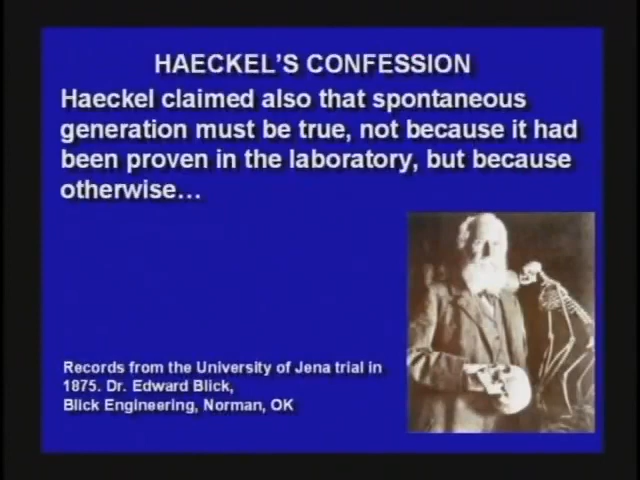 HAECKEL'S CONFESSION
Haeckel claimed also that spontaneous
generation must be true, not because it had
been proven in the laboratory, but because
otherwise…
Records from the University of Jena trial in
1875. Dr. Edward Blick,
Blick Engineering, Norman, OK